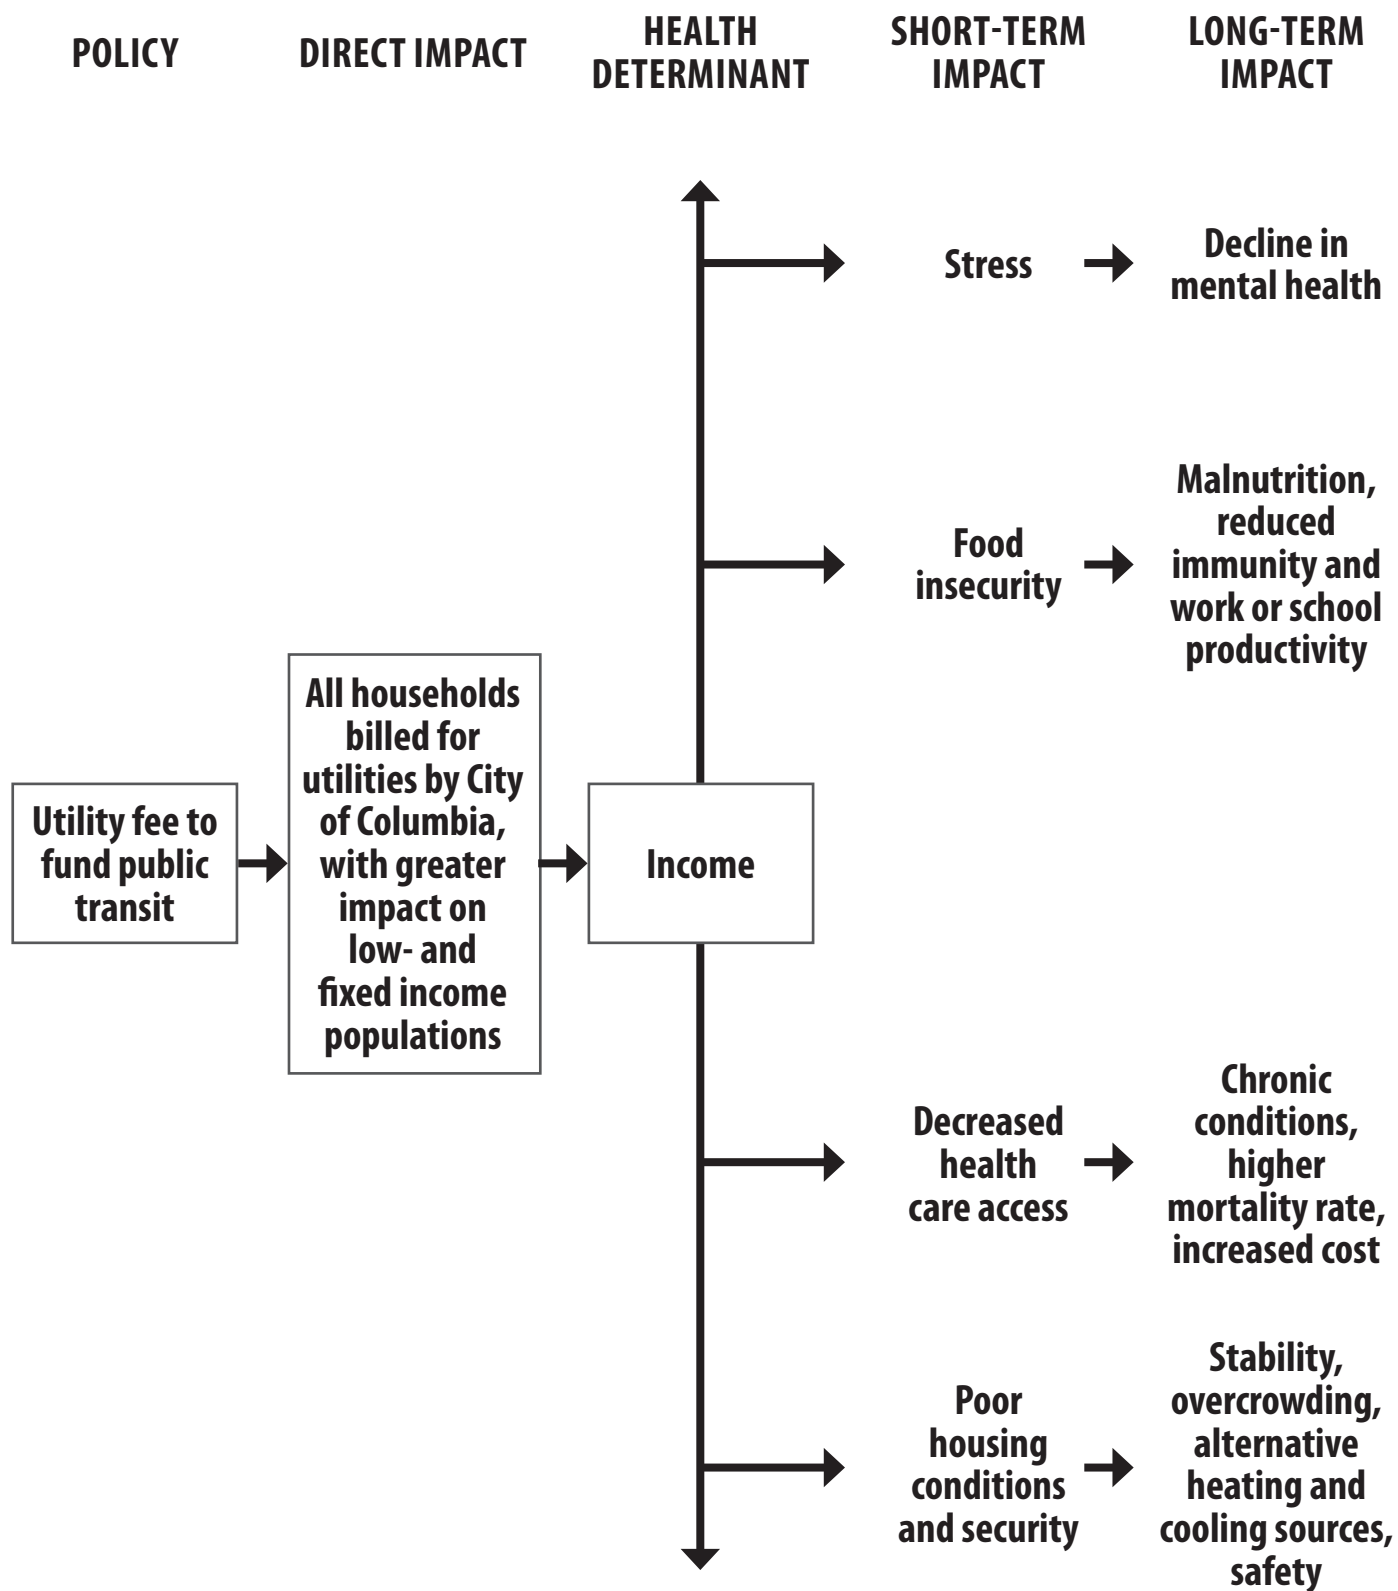 POLICY
DIRECT IMPACT
HEALTH
DETERMINANT
SHORT-TERM
IMPACT
LONG-TERM
IMPACT
Utility fee to
fund public
transit
All households
billed for
utilities by City
of Columbia,
with greater
impact on
low- and
fixed income
populations
Income
Stress
Decline in
mental health
Food
insecurity
Malnutrition,
reduced
immunity and
work or school
productivity
Decreased
health
care access
Chronic
conditions,
higher
mortality rate,
increased cost
Poor
housing
conditions
and security
Stability,
overcrowding,
alternative
heating and
cooling sources,
safety